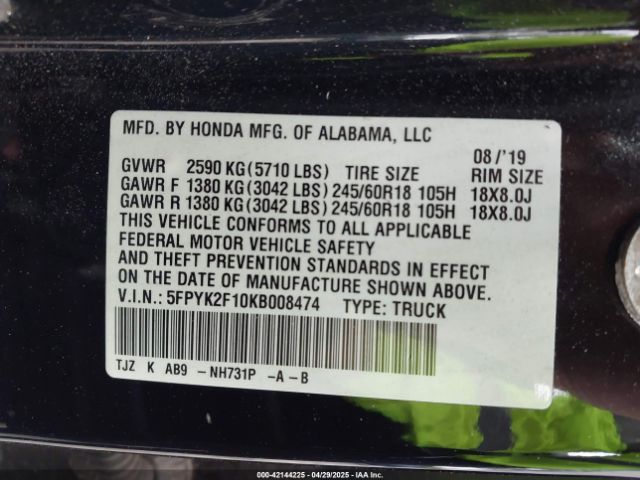 MFD. BY HONDA MFG. OF ALABAMA, LLC
08/'19
GVWR 2590 KG(5710 LBS) TIRE SIZE RIM SIZE
GAWR F 1380 KG(3042 LBS) 245/60R18 105H 18X8.0J
GAWR R 1380 KG(3042 LBS) 245/60R18 105H 18X8.0J
THIS VEHICLE CONFORMS TO ALL APPLICABLE
FEDERAL MOTOR VEHICLE SAFETY
AND THEFT PREVENTION STANDARDS IN EFFECT
ON THE DATE OF MANUFACTURE SHOWN ABOVE.
V.I.N.: 5FPYK2F10KB008474 TYPE: TRUCK
TJZ K AB9 -NH731P -A-B
000-42144225 - 04/29/2025 - IAA Inc.